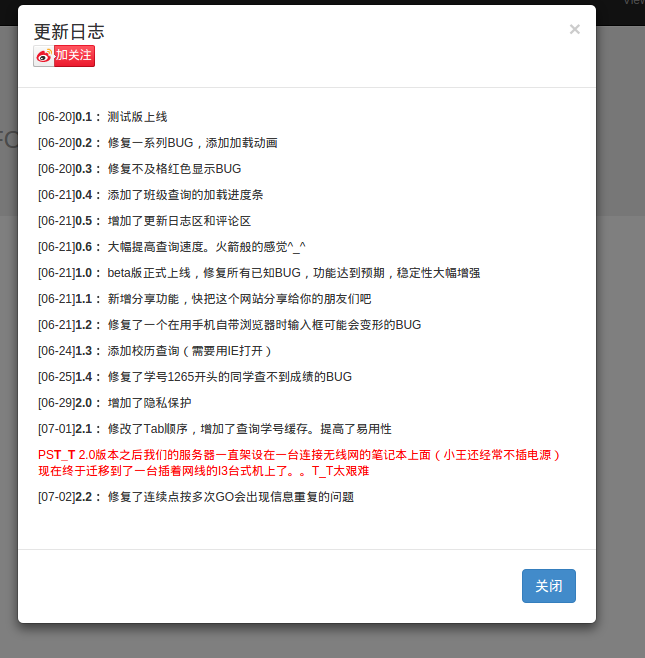 View
更新日志
×
加关注
FO
[06-20]0.1： 测试版上线
[06-20]0.2： 修复一系列BUG，添加加载动画
[06-20]0.3： 修复不及格红色显示BUG
[06-21]0.4： 添加了班级查询的加载进度条
[06-21]0.5： 增加了更新日志区和评论区
[06-21]0.6： 大幅提高查询速度。火箭般的感觉^_^
[06-21]1.0： beta版正式上线，修复所有已知BUG，功能达到预期，稳定性大幅增强
[06-21]1.1： 新增分享功能，快把这个网站分享给你的朋友们吧
[06-21]1.2： 修复了一个在用手机自带浏览器时输入框可能会变形的BUG
[06-24]1.3： 添加校历查询（需要用IE打开）
[06-25]1.4： 修复了学号1265开头的同学查不到成绩的BUG
[06-29]2.0： 增加了隐私保护
[07-01]2.1： 修改了Tab顺序，增加了查询学号缓存。提高了易用性
PST_T 2.0版本之后我们的服务器一直架设在一台连接无线网的笔记本上面（小王还经常不插电源）
现在终于迁移到了一台插着网线的I3台式机上了。。T_T太艰难
[07-02]2.2： 修复了连续点按多次GO会出现信息重复的问题
关闭